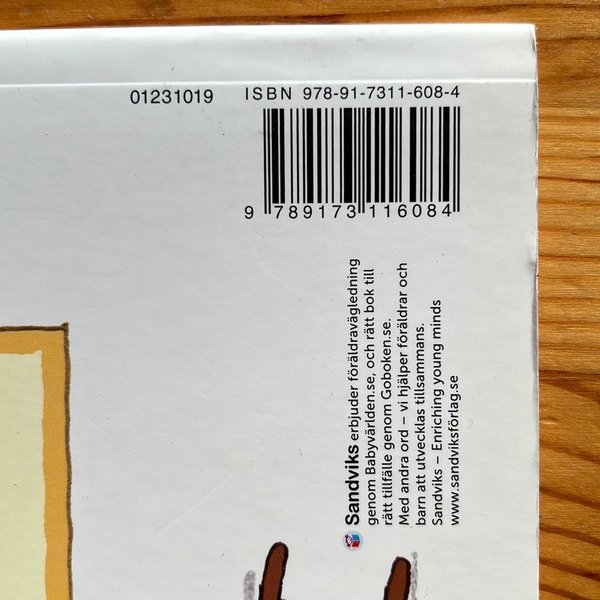 01231019 ISBN 978-91-7311-608-4
9 789173 116084
Sandviks erbjuder föräldravägledning
genom Babyvärlden.se, och rätt bok till
rätt tillfälle genom Goboken.se.
Med andra ord – vi hjälper föräldrar och
barn att utvecklas tillsammans.
Sandviks – Enriching young minds
www.sandviksförlag.se